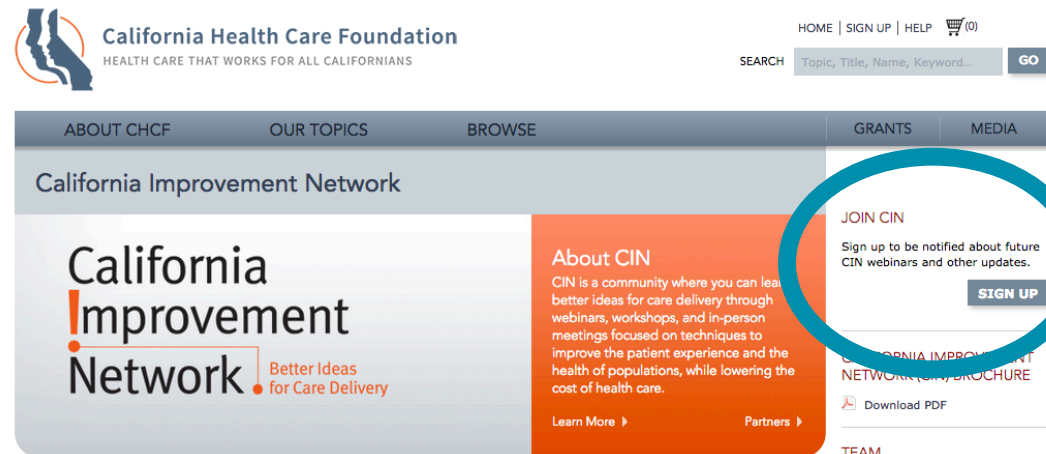 California Health Care Foundation
HEALTH CARE THAT WORKS FOR ALL CALIFORNIANS
HOME | SIGN UP | HELP (0)
SEARCH Topic, Title, Name, Keyword... GO
ABOUT CHCF OUR TOPICS BROWSE GRANTS MEDIA
California Improvement Network
California
Improvement
Network
Better Ideas
for Care Delivery
About CIN
CIN is a community where you can learn
better ideas for care delivery through
webinars, workshops, and in-person
meetings focused on techniques to
improve the patient experience and the
health of populations, while lowering the
cost of health care.
Learn More Partners
JOIN CIN
Sign up to be notified about future
CIN webinars and other updates.
SIGN UP
CALIFORNIA IMPROVEMENT
NETWORK (CIN) BROCHURE
Download PDF
TEAM